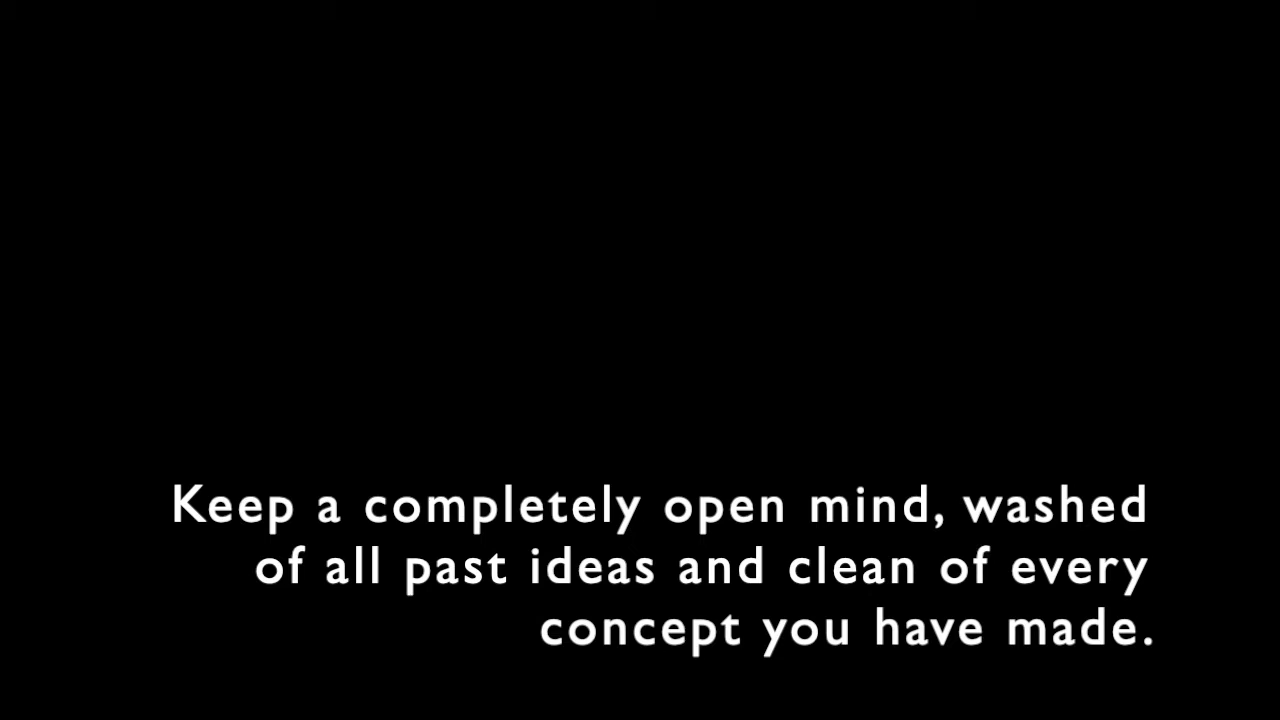 Keep a completely open mind, washed
of all past ideas and clean of every
concept you have made.